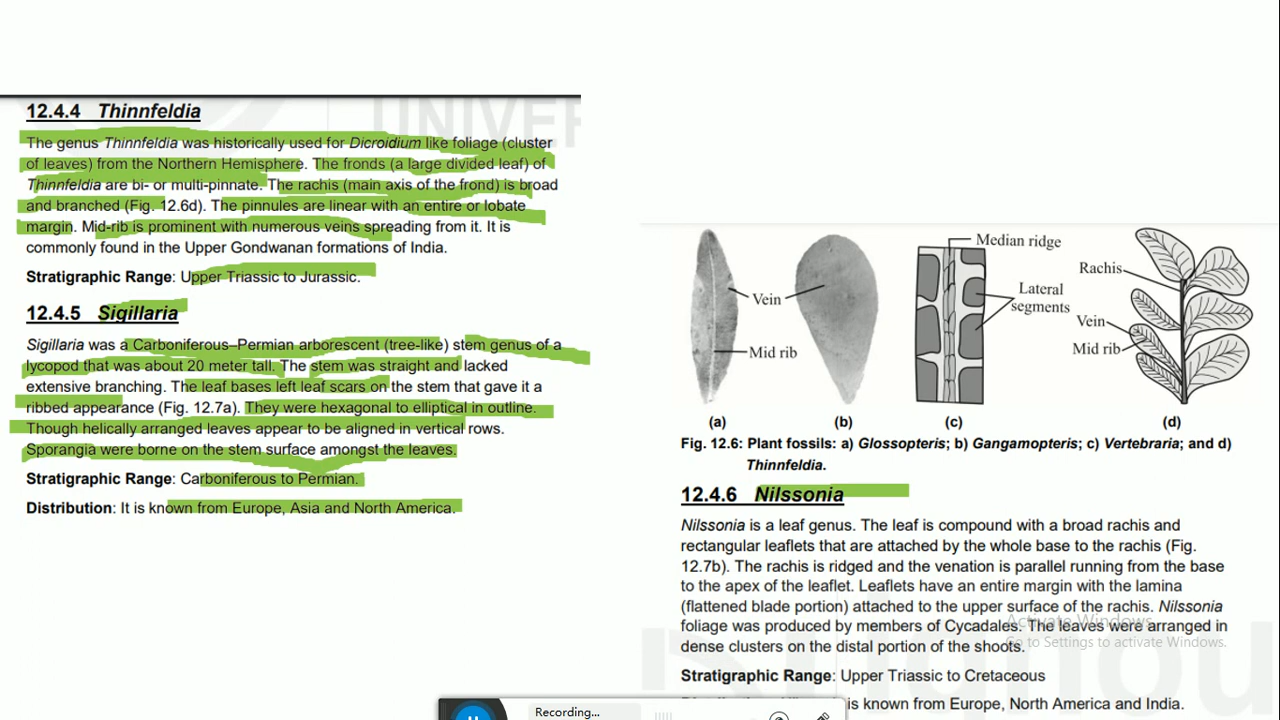 UNIVER
12.4.4 Thinnfeldia
The genus Thinnfeldia was historically used for Dicroidium like foliage (cluster
of leaves) from the Northern Hemisphere. The fronds (a large divided leaf) of
Thinnfeldia are bi- or multi-pinnate. The rachis (main axis of the frond) is broad
and branched (Fig. 12.6d). The pinnules are linear with an entire or lobate
margin. Mid-rib is prominent with numerous veins spreading from it. It is
commonly found in the Upper Gondwanan formations of India.
Stratigraphic Range: Upper Triassic to Jurassic.
12.4.5 Sigillaria
Sigillaria was a Carboniferous–Permian arborescent (tree-like) stem genus of a
lycopod that was about 20 meter tall. The stem was straight and lacked
extensive branching. The leaf bases left leaf scars on the stem that gave it a
ribbed appearance (Fig. 12.7a). They were hexagonal to elliptical in outline.
Though helically arranged leaves appear to be aligned in vertical rows.
Sporangia were borne on the stem surface amongst the leaves.
Stratigraphic Range: Carboniferous to Permian.
Distribution: It is known from Europe, Asia and North America.
Median ridge
Rachis
Vein
Lateral
segments
Vein
Mid rib
Mid rib
(a) (b) (c) (d)
Fig. 12.6: Plant fossils: a) Glossopteris; b) Gangamopteris; c) Vertebraria; and d)
Thinnfeldia.
12.4.6 Nilssonia
Nilssonia is a leaf genus. The leaf is compound with a broad rachis and
rectangular leaflets that are attached by the whole base to the rachis (Fig.
12.7b). The rachis is ridged and the venation is parallel running from the base
to the apex of the leaflet. Leaflets have an entire margin with the lamina
(flattened blade portion) attached to the upper surface of the rachis. Nilssonia
foliage was produced by members of Cycadales. The leaves were arranged in
dense clusters on the distal portion of the shoots.
Activate Windows
Go to Settings to activate Windows.
Stratigraphic Range: Upper Triassic to Cretaceous
is known from Europe, North America and India.
Recording...